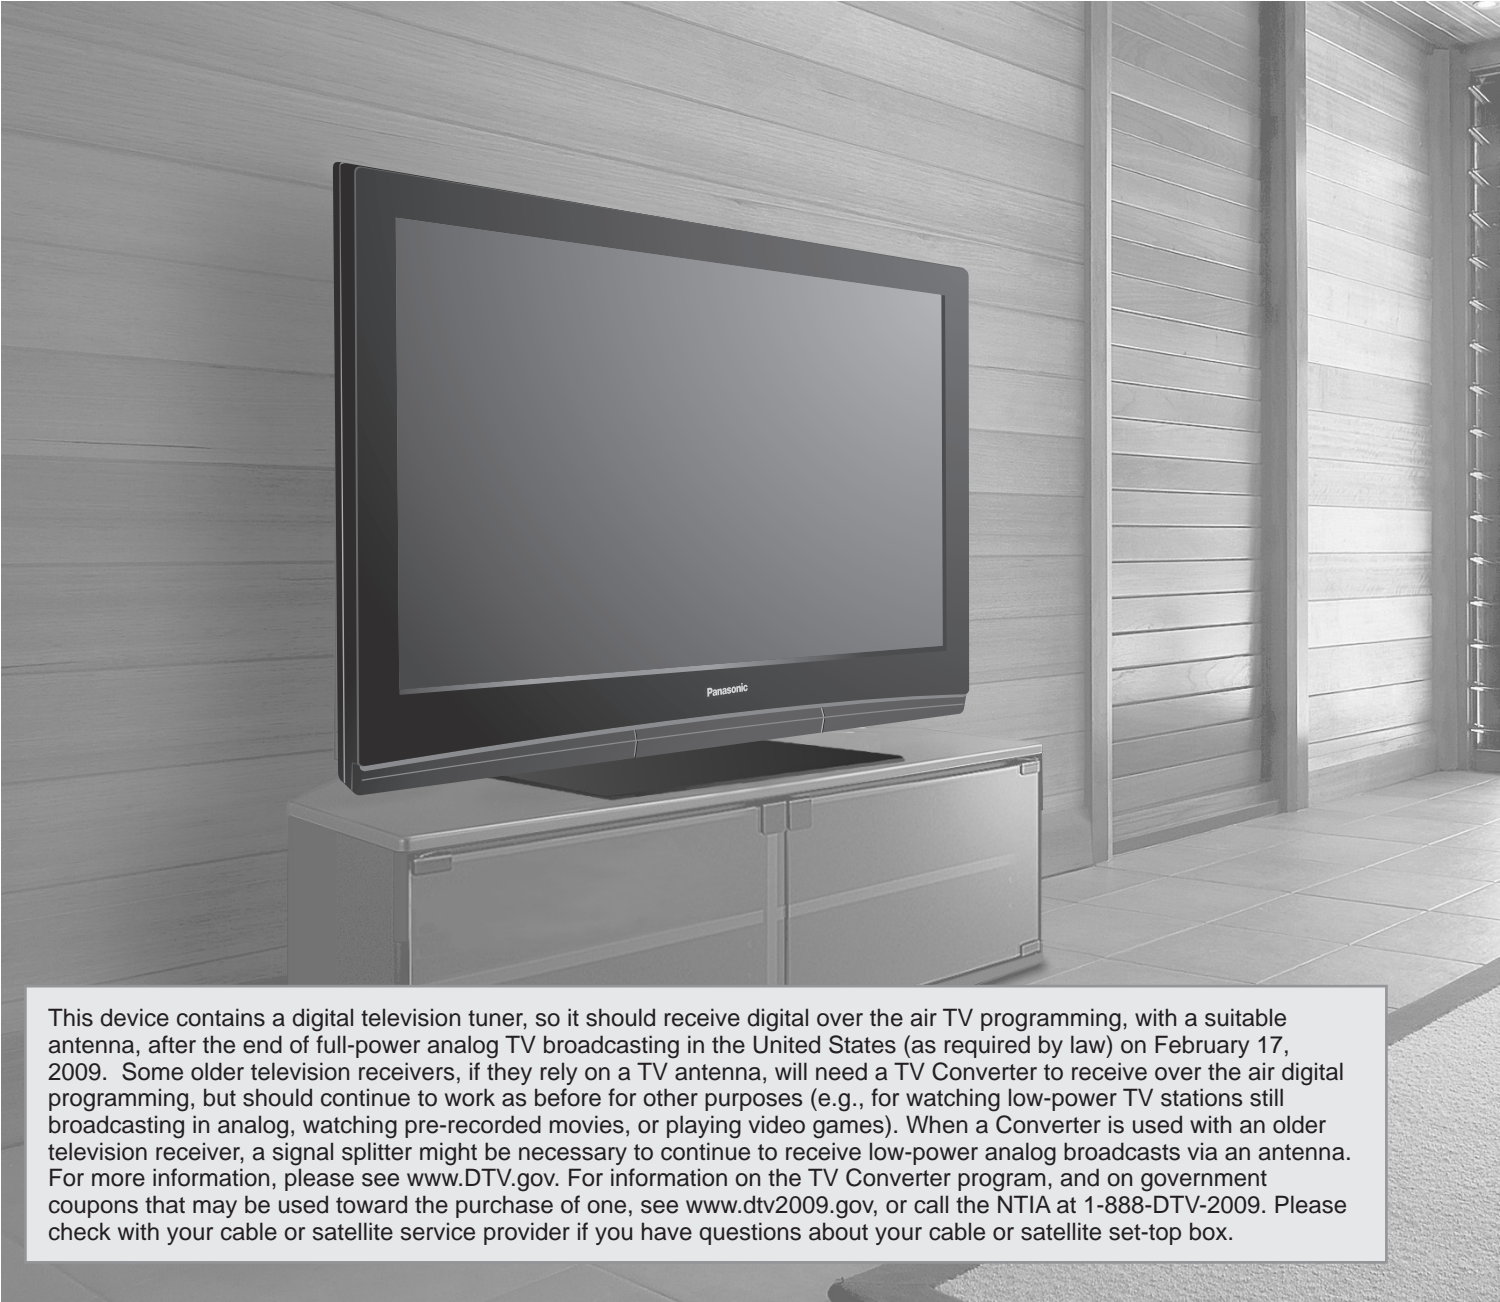 Panasonic
This device contains a digital television tuner, so it should receive digital over the air TV programming, with a suitable
antenna, after the end of full-power analog TV broadcasting in the United States (as required by law) on February 17,
2009.  Some older television receivers, if they rely on a TV antenna, will need a TV Converter to receive over the air digital
programming, but should continue to work as before for other purposes (e.g., for watching low-power TV stations still
broadcasting in analog, watching pre-recorded movies, or playing video games). When a Converter is used with an older
television receiver, a signal splitter might be necessary to continue to receive low-power analog broadcasts via an antenna.
For more information, please see www.DTV.gov. For information on the TV Converter program, and on government
coupons that may be used toward the purchase of one, see www.dtv2009.gov, or call the NTIA at 1-888-DTV-2009. Please
check with your cable or satellite service provider if you have questions about your cable or satellite set-top box.